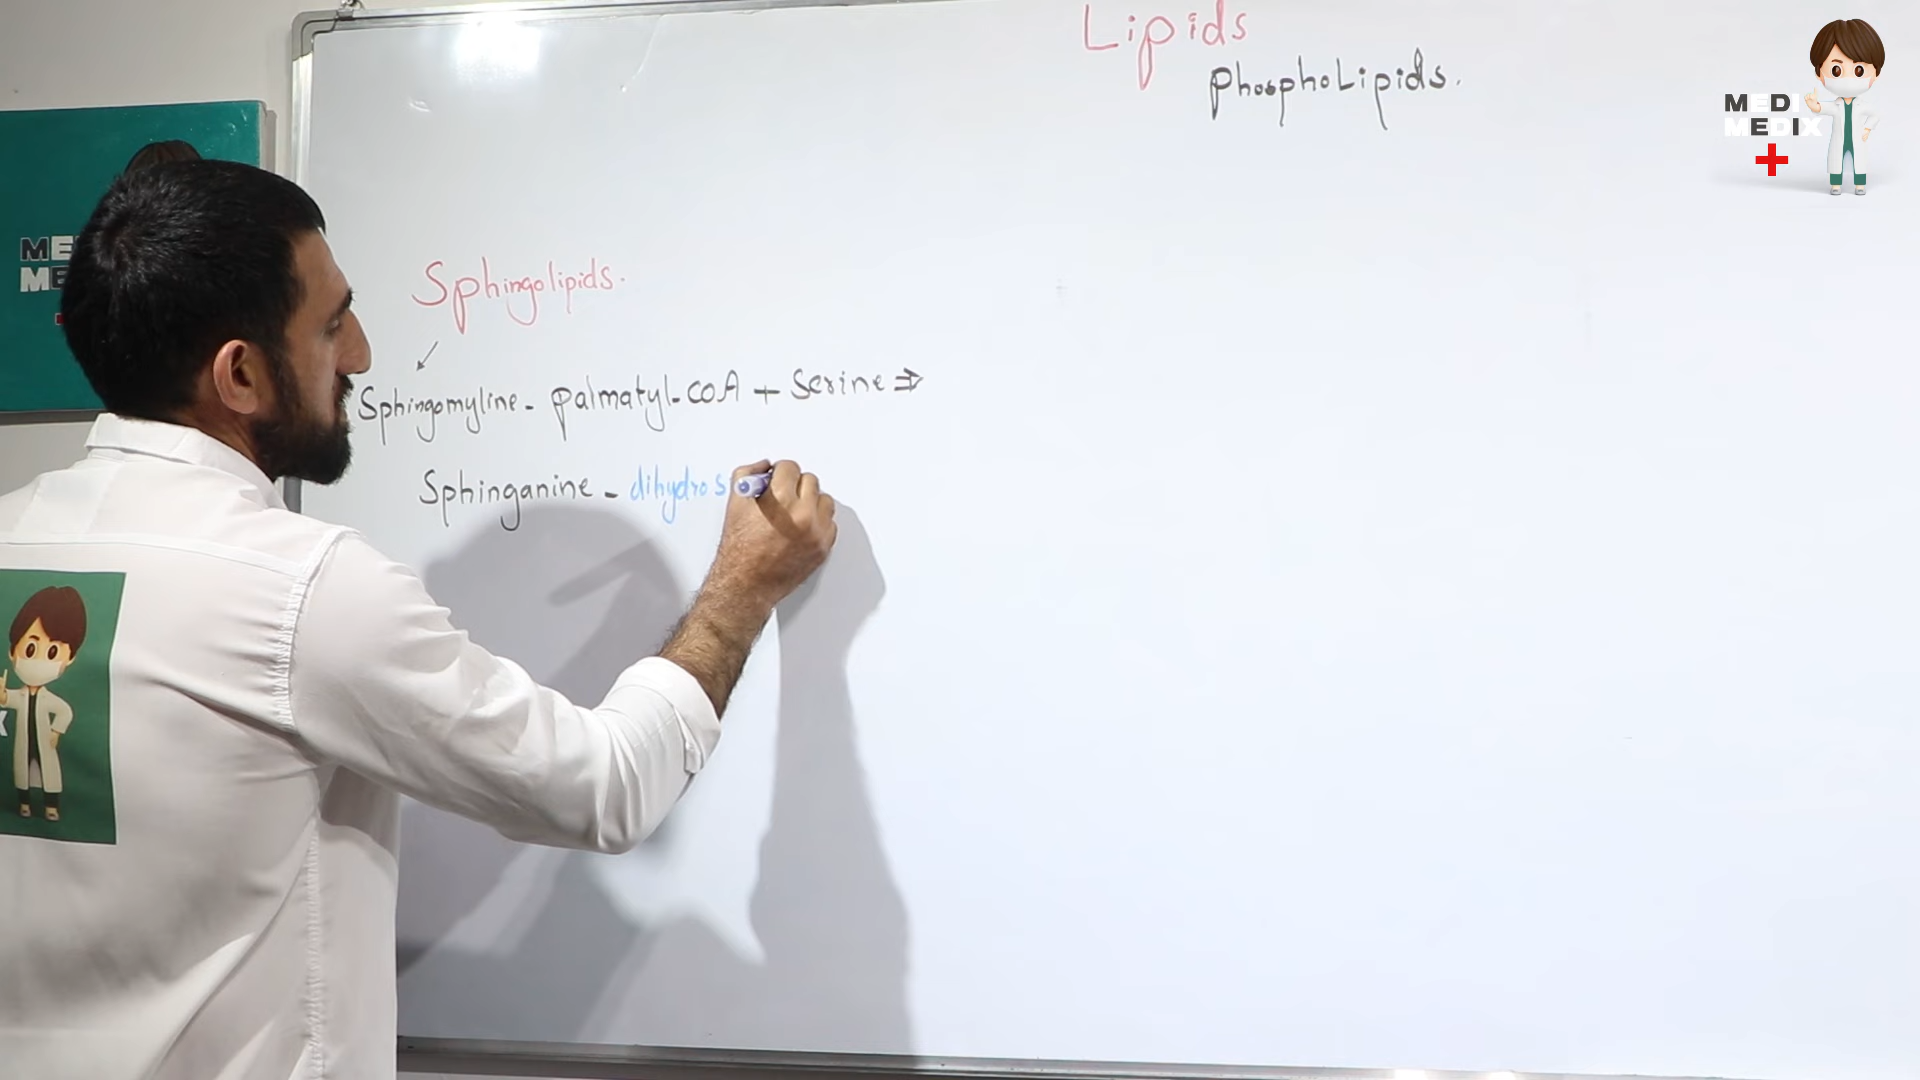 Lipids
phosphoLipids.
MEDI
MEDIX
Sphingolipids.
Sphingomyline - palmatyl-COA + Serine ⇒
Sphinganine - dihydros